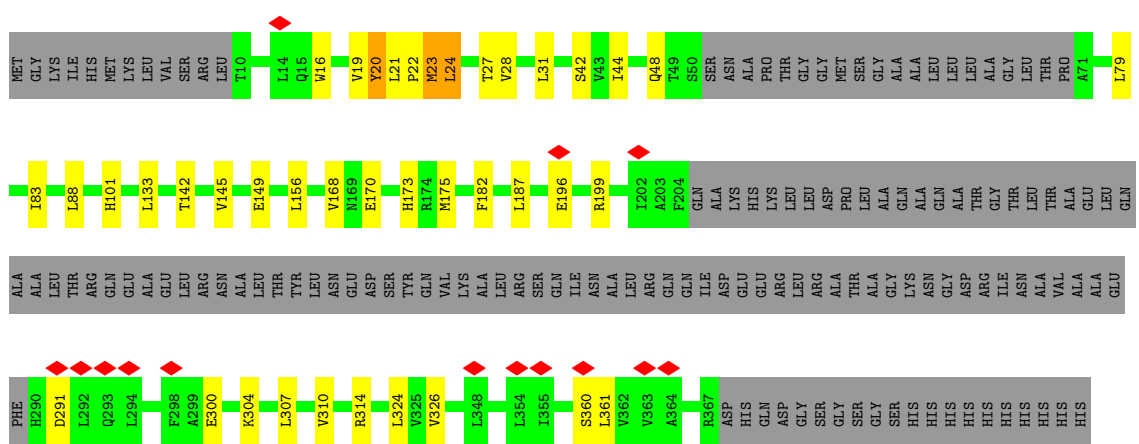 MET GLY LYS ILE HIS MET LYS LEU VAL SER ARG LEU T10 L14 Q15 W16 V19 Y20 L21 P22 M23 L24 T27 V28 L31 S42 V43 I44 Q48 T49 S50 SER ASN ALA PRO THR GLY GLY MET SER GLY ALA ALA LEU LEU LEU ALA GLY LEU THR PRO A71 L79
I83 L88 H101 L133 T142 V145 E149 L156 V168 N169 E170 H173 R174 M175 F182 L187 E196 R199 I202 A203 F204 GLN ALA LYS HIS LYS LEU LEU ASP PRO LEU ALA GLN ALA GLN ALA THR GLY THR LEU THR ALA GLU LEU GLN
ALA ALA LEU THR ARG GLN GLU ALA GLU LEU ARG ASN ALA LEU THR TYR LEU ASN GLU ASP SER TYR GLN VAL LYS ALA LEU ARG SER GLN ILE ASN ALA LEU ARG GLN GLN ILE ASP GLU GLU ARG LEU ARG ALA THR ALA GLY LYS ASN GLY ASP ARG ILE ASN ALA VAL ALA ALA GLU
PHE H290 D291 L292 Q293 L294 F298 A299 E300 K304 L307 V310 R314 L324 V325 V326 L348 L354 I355 S360 L361 V362 V363 A364 R367 ASP HIS GLN ASP GLY SER GLY SER GLY SER HIS HIS HIS HIS HIS HIS HIS HIS HIS HIS